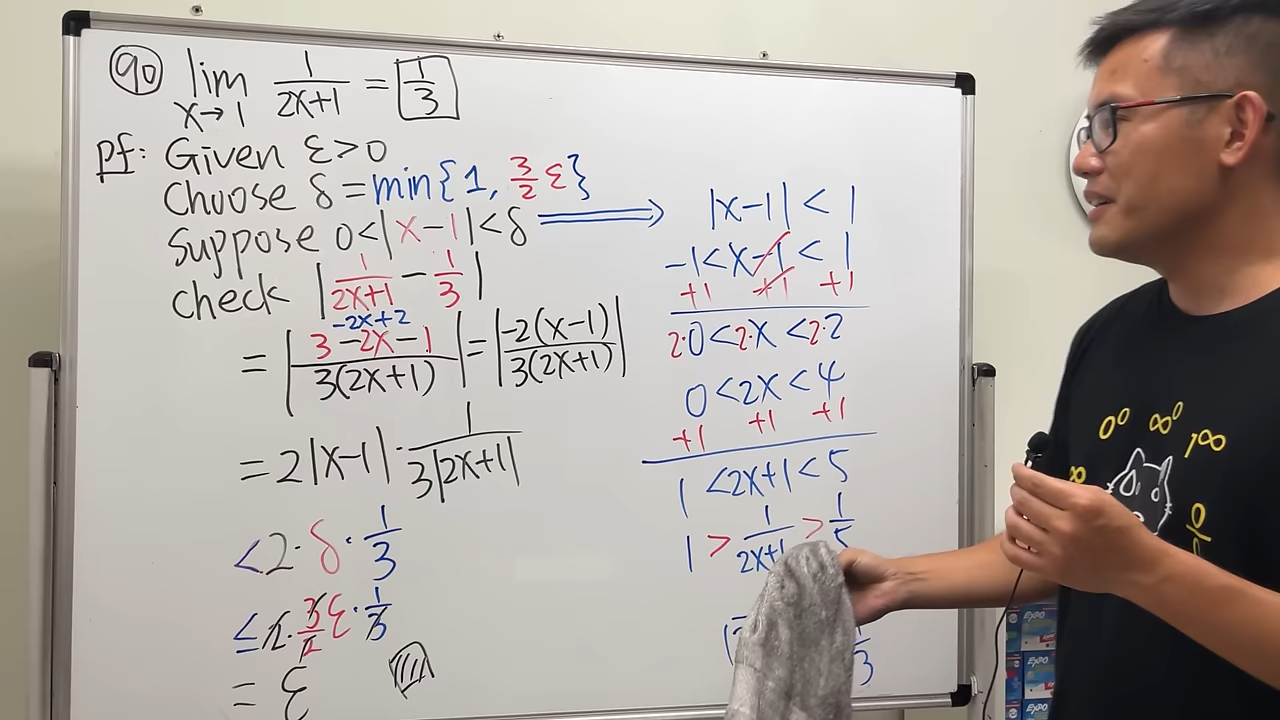 90 lim x→1 1/(2x+1) = 1/3
pf: Given ε>0
Choose δ = min{1, 3/2 ε}
Suppose 0<|x-1|<δ ⟹
check |1/(2x+1) - 1/3|
-2x+2
= |(3-2x-1)/(3(2x+1))| = |-2(x-1)/(3(2x+1))|
= 2|x-1| · 1/(3|2x+1|)
<2·δ·1/3
≤2·3/2 ε·1/3
= ε
|x-1| < 1
-1<x-1<1
+1 +1 +1
2·0<2·x<2·2
0<2x<4
+1 +1 +1
1<2x+1<5
1 > 1/(2x+1) > 1/5
3
0⁰ ∞⁰ 1^∞
EXPO
EXPO
EXPO